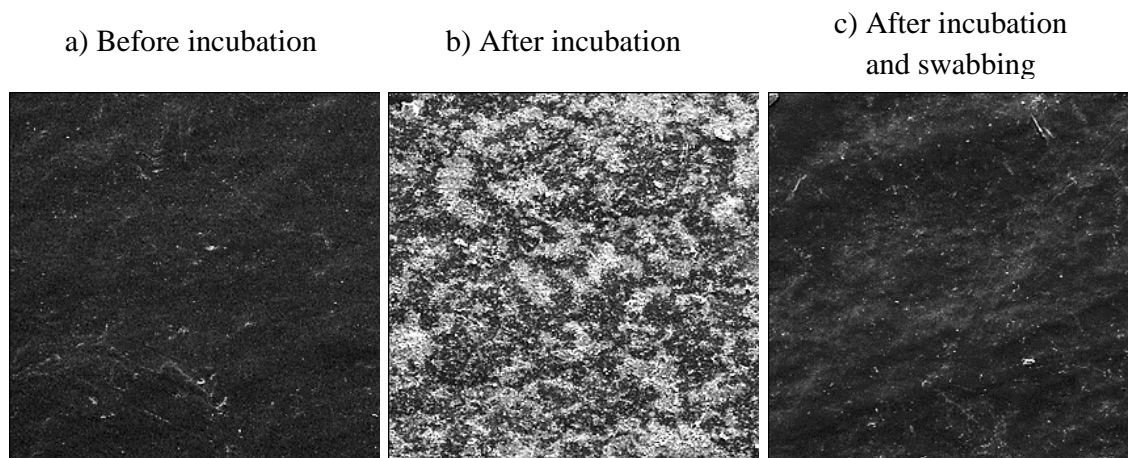 a) Before incubation
b) After incubation
c) After incubation
and swabbing